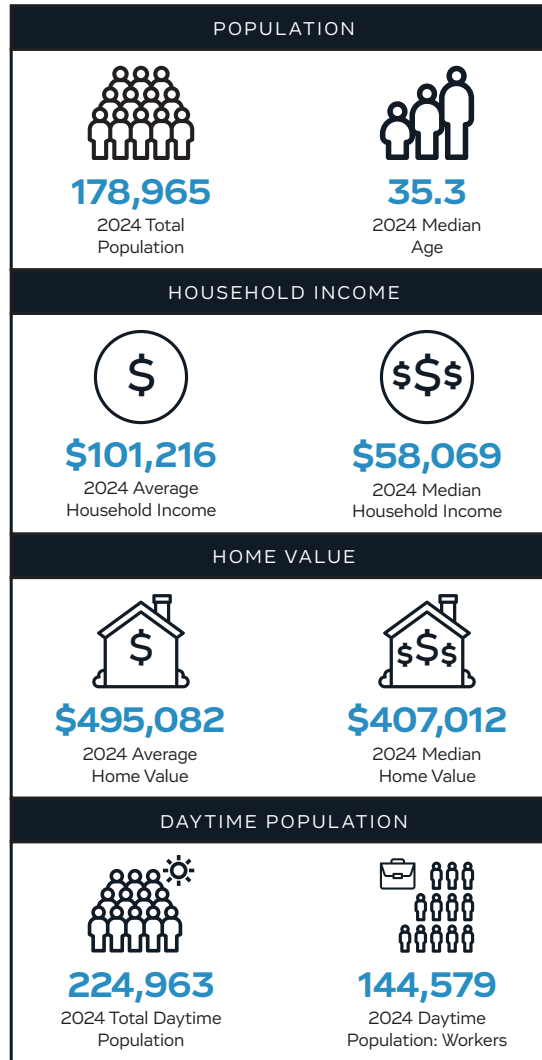 POPULATION
178,965
2024 Total
Population
35.3
2024 Median
Age
HOUSEHOLD INCOME
$
$101,216
2024 Average
Household Income
$$$
$58,069
2024 Median
Household Income
HOME VALUE
$
$495,082
2024 Average
Home Value
$$$
$407,012
2024 Median
Home Value
DAYTIME POPULATION
224,963
2024 Total Daytime
Population
144,579
2024 Daytime
Population: Workers